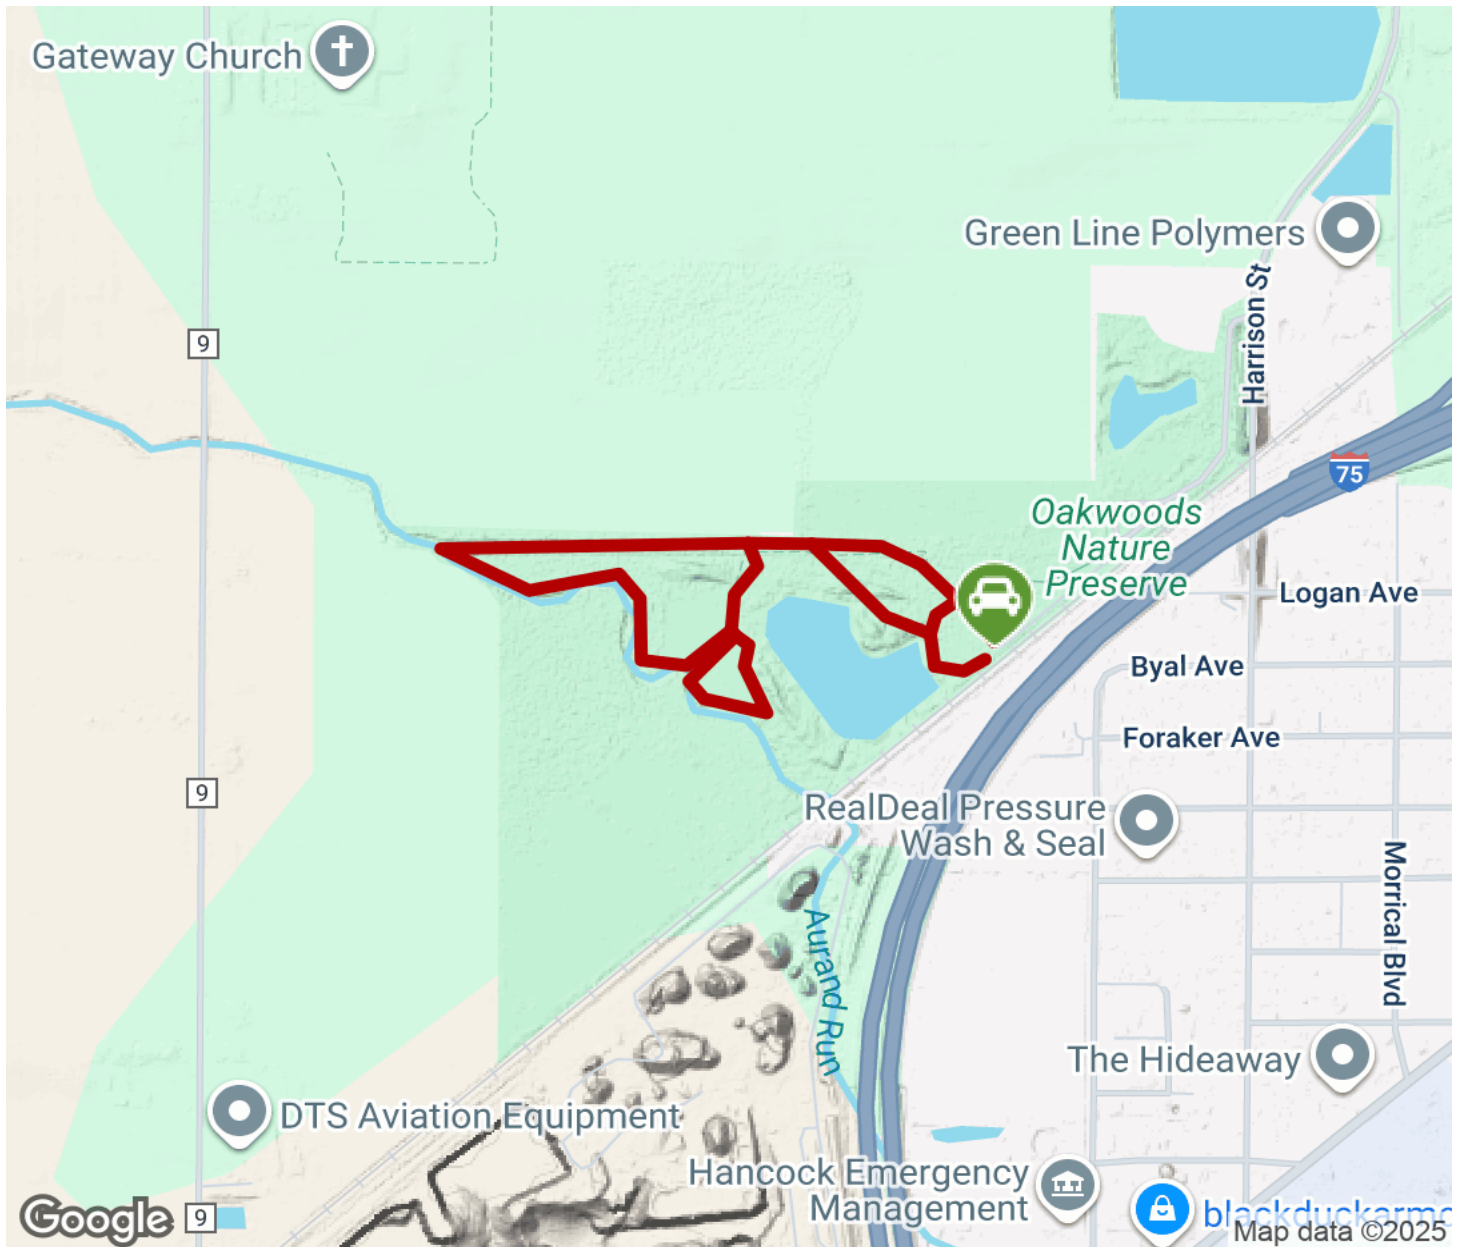 Gateway Church
Green Line Polymers
Harrison St
9
75
Oakwoods
Nature
Preserve
Logan Ave
Byal Ave
Foraker Ave
9
RealDeal Pressure
Wash & Seal
Morrical Blvd
Aurand Run
The Hideaway
DTS Aviation Equipment
Hancock Emergency
Management
Google
9
blackduckarmo
Map data ©2025